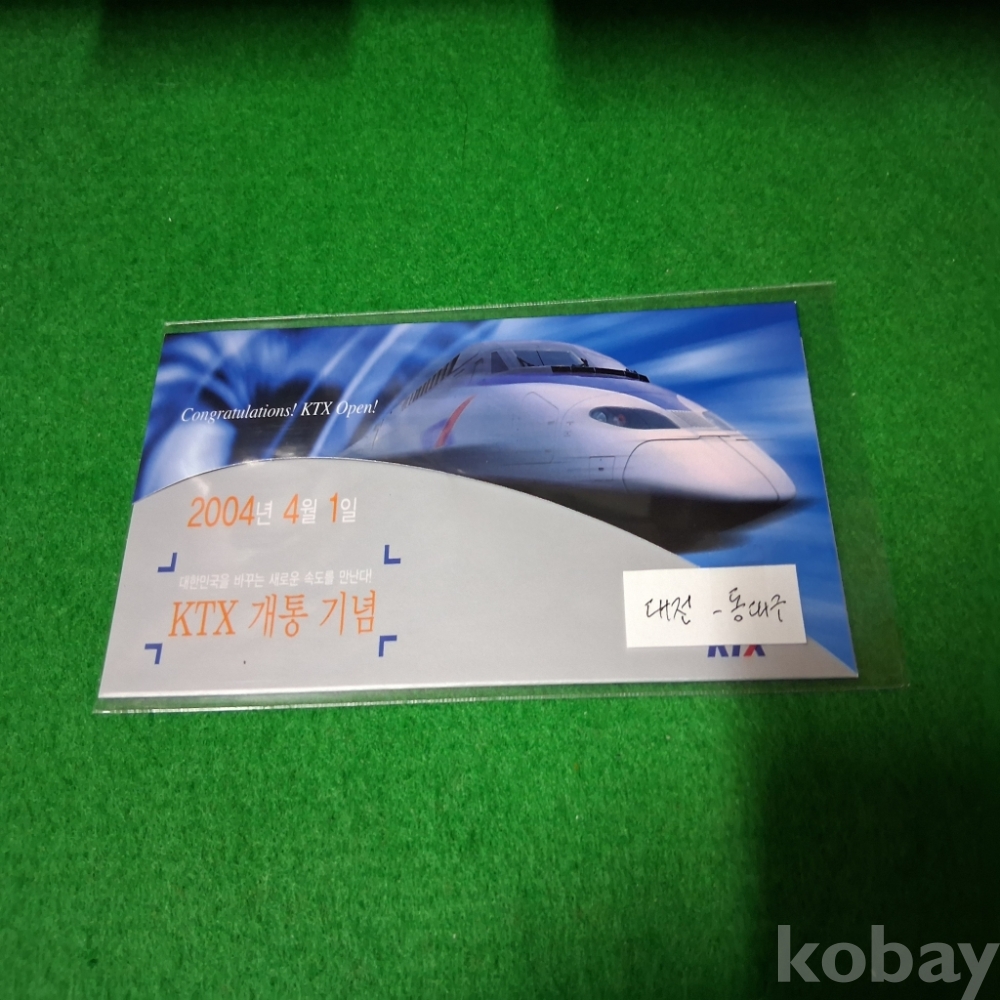 Congratulations! KTX Open!
2004년 4월 1일
대한민국을 바꾸는 새로운 속도를 만난다!
KTX 개통 기념
대전 - 동대구
KTX
kobay